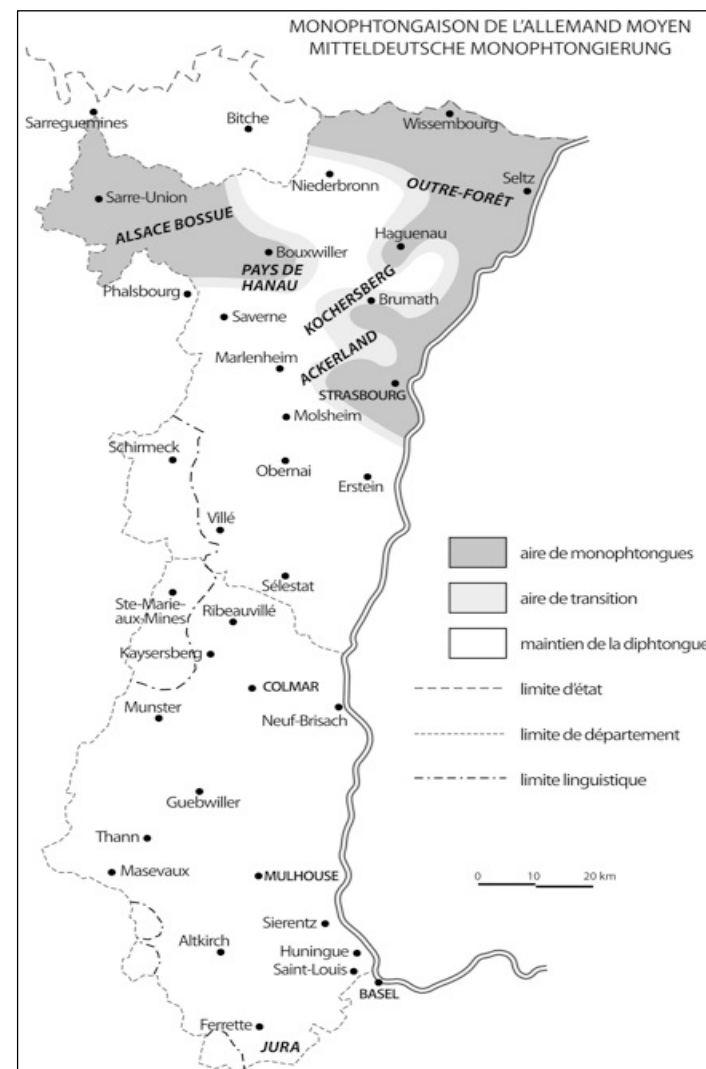 MONOPHTONGAISON DE L'ALLEMAND MOYEN
MITTELDEUTSCHE MONOPHTONGIERUNG
Sarreguemines
Bitche
Wissembourg
Niederbronn
OUTRE-FORÊT
Seltz
Sarre-Union
ALSACE BOSSUE
Haguenau
Bouxwiller
PAYS DE
HANAU
KOCHERSBERG
Phalsbourg
Brumath
Saverne
ACKERLAND
Marlenheim
STRASBOURG
Molsheim
Schirmeck
Obernai
Erstein
Villé
aire de monophtongues
Sélestat
Ste-Marie-
aux-Mines
Ribeauvillé
aire de transition
Kaysersberg
maintien de la diphtongue
COLMAR
limite d'état
Munster
Neuf-Brisach
limite de département
limite linguistique
Guebwiller
Thann
Masevaux
MULHOUSE
0 10 20 km
Sierentz
Altkirch
Huningue
Saint-Louis
BASEL
Ferrette
JURA